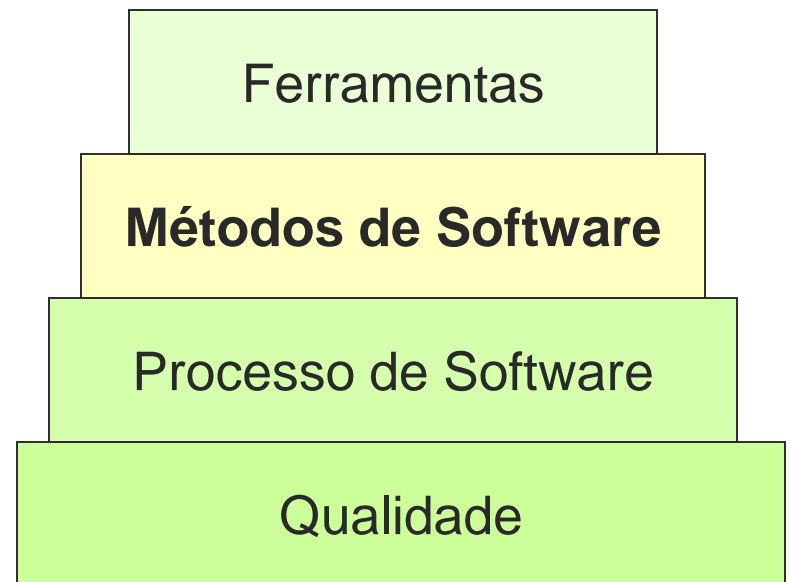 Ferramentas
Métodos de Software
Processo de Software
Qualidade